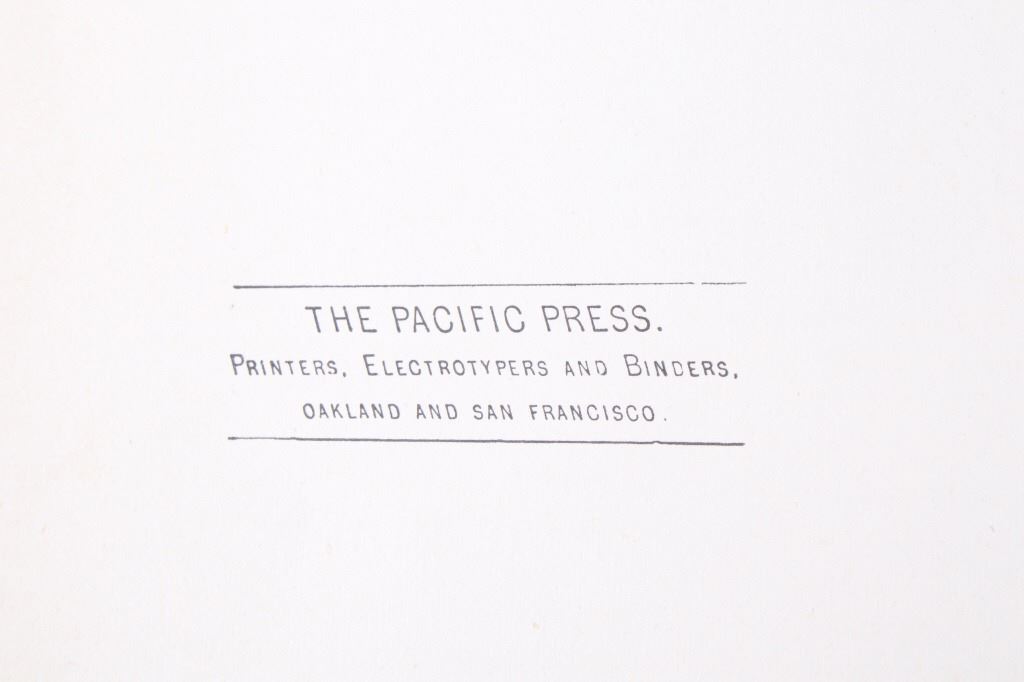 THE PACIFIC PRESS.
PRINTERS, ELECTROTYPERS AND BINDERS,
OAKLAND AND SAN FRANCISCO.